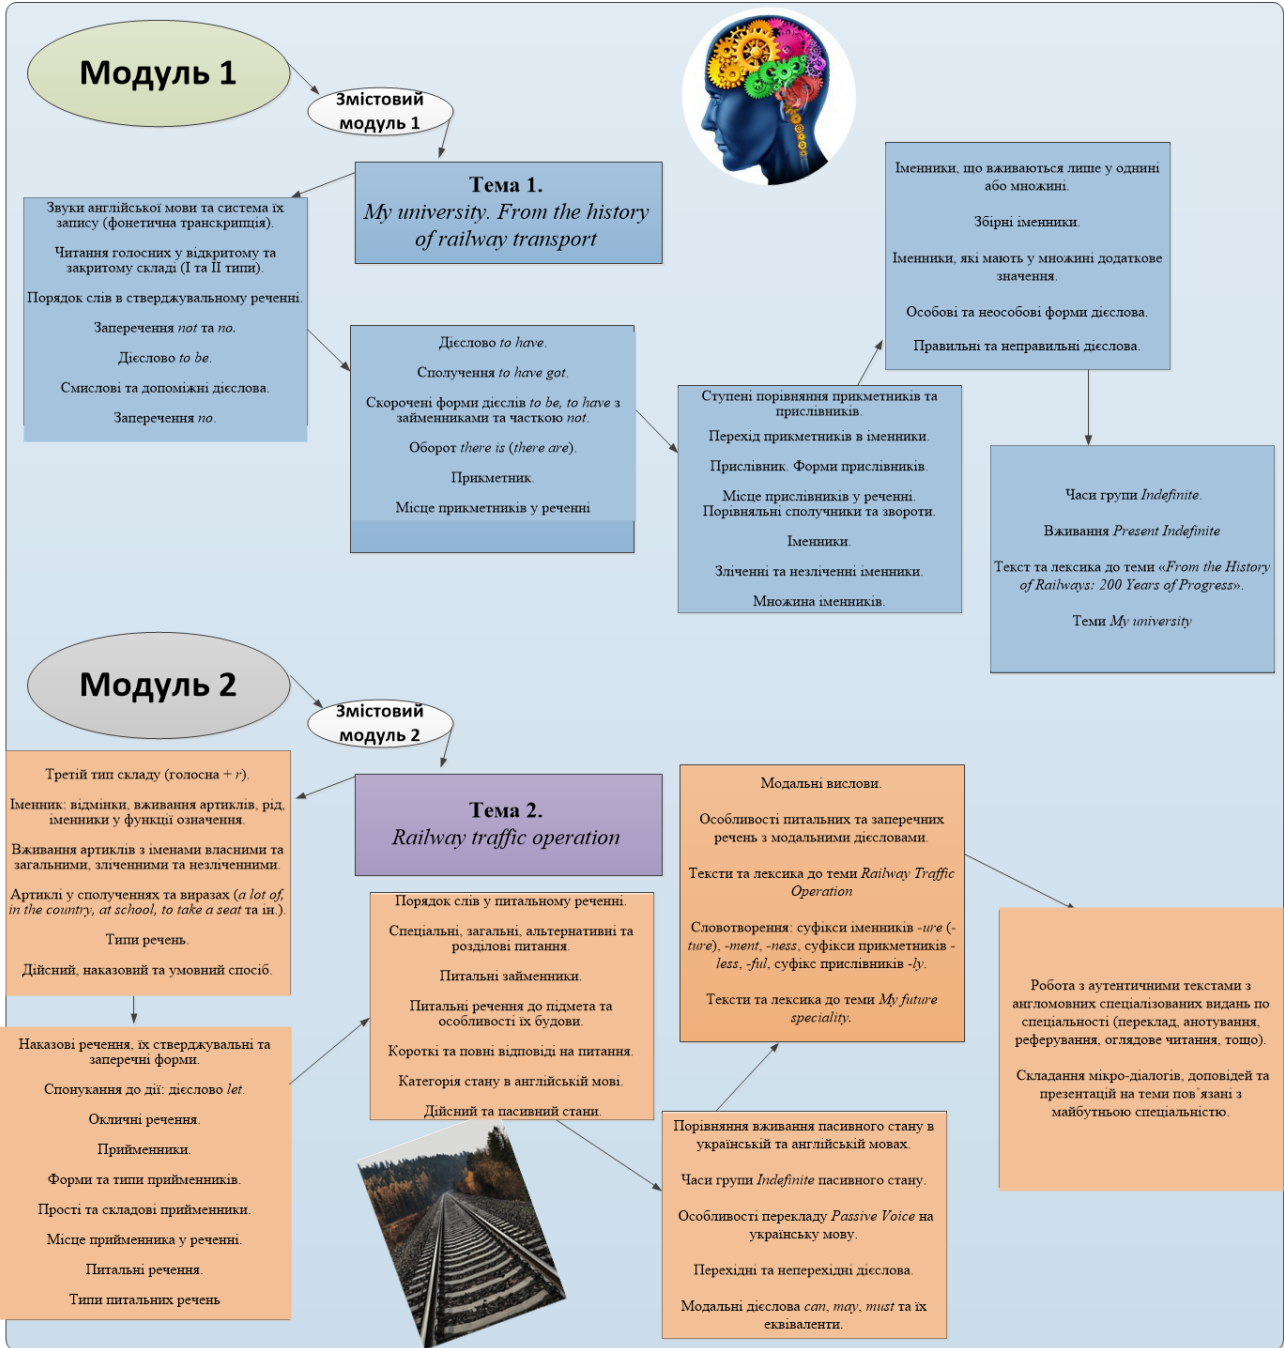 Модуль 1
Змістовий
модуль 1
Тема 1.
My university. From the history
of railway transport
Звуки англійської мови та система їх
запису (фонетична транскрипція).
Читання голосних у відкритому та
закритому складі (І та ІІ типи).
Порядок слів в стверджувальному реченні.
Заперечення not та no.
Дієслово to be.
Смислові та допоміжні дієслова.
Заперечення no.
Дієслово to have.
Сполучення to have got.
Скорочені форми дієслів to be, to have з
займенниками та часткою not.
Оборот there is (there are).
Прикметник.
Місце прикметників у реченні
Ступені порівняння прикметників та
прислівників.
Перехід прикметників в іменники.
Прислівник. Форми прислівників.
Місце прислівників у реченні.
Порівняльні сполучники та звороти.
Іменники.
Зліченні та незліченні іменники.
Множина іменників.
Іменники, що вживаються лише у однині
або множині.
Збірні іменники.
Іменники, які мають у множині додаткове
значення.
Особові та неособові форми дієслова.
Правильні та неправильні дієслова.
Часи групи Indefinite.
Вживання Present Indefinite
Текст та лексика до теми «From the History
of Railways: 200 Years of Progress».
Теми My university
Модуль 2
Змістовий
модуль 2
Тема 2.
Railway traffic operation
Третій тип складу (голосна + r).
Іменник: відмінки, вживання артиклів, рід,
іменники у функції означення.
Вживання артиклів з іменами власними та
загальними, зліченними та незліченними.
Артиклі у сполученнях та виразах (a lot of,
in the country, at school, to take a seat та ін.).
Типи речень.
Дійсний, наказовий та умовний спосіб.
Наказові речення, їх стверджувальні та
заперечні форми.
Спонукання до дії: дієслово let.
Окличні речення.
Прийменники.
Форми та типи прийменників.
Прості та складові прийменники.
Місце прийменника у реченні.
Питальні речення.
Типи питальних речень
Порядок слів у питальному реченні.
Спеціальні, загальні, альтернативні та
розділові питання.
Питальні займенники.
Питальні речення до підмета та
особливості їх будови.
Короткі та повні відповіді на питання.
Категорія стану в англійській мові.
Дійсний та пасивний стани.
Порівняння вживання пасивного стану в
українській та англійській мовах.
Часи групи Indefinite пасивного стану.
Особливості перекладу Passive Voice на
українську мову.
Перехідні та неперехідні дієслова.
Модальні дієслова can, may, must та їх
еквіваленти.
Модальні вислови.
Особливості питальних та заперечних
речень з модальними дієсловами.
Тексти та лексика до теми Railway Traffic
Operation
Словотворення: суфікси іменників -ure (-
ture), -ment, -ness, суфікси прикметників -
less, -ful, суфікс прислівників -ly.
Тексти та лексика до теми My future
speciality.
Робота з аутентичними текстами з
англомовних спеціалізованих видань по
спеціальності (переклад, анотування,
реферування, оглядове читання, тощо).
Складання мікро-діалогів, доповідей та
презентацій на теми пов’язані з
майбутньою спеціальністю.